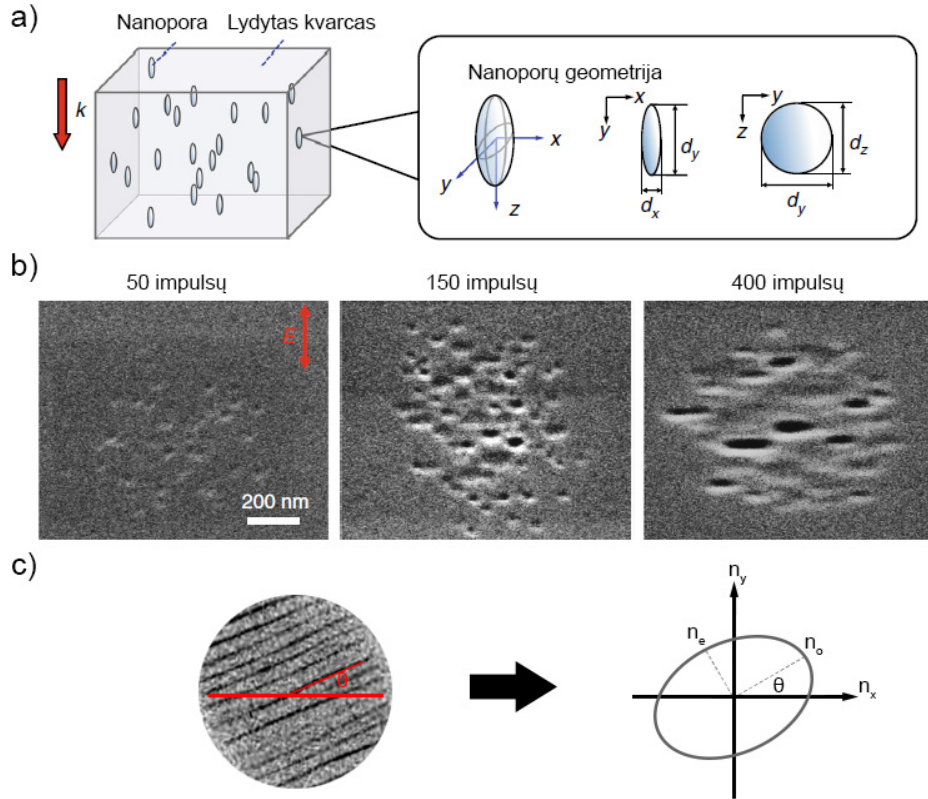 a)
Nanopora
Lydytas kvarcas
k
Nanoporų geometrija
x
y
z
x
y
d_x
d_y
y
z
d_z
d_y
b)
50 impulsų
150 impulsų
400 impulsų
E
200 nm
c)
θ
n_y
n_e
n_o
θ
n_x